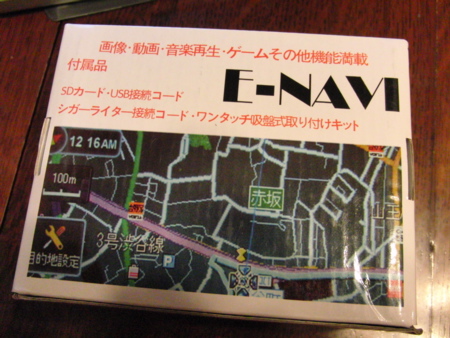 画像・動画・音楽再生・ゲームその他機能満載
付属品
E-NAVI
SDカード・USB接続コード
シガーライター接続コード・ワンタッチ吸盤式取り付けキット
12 16AM
100m
赤坂
3号渋谷線
P
目的地設定